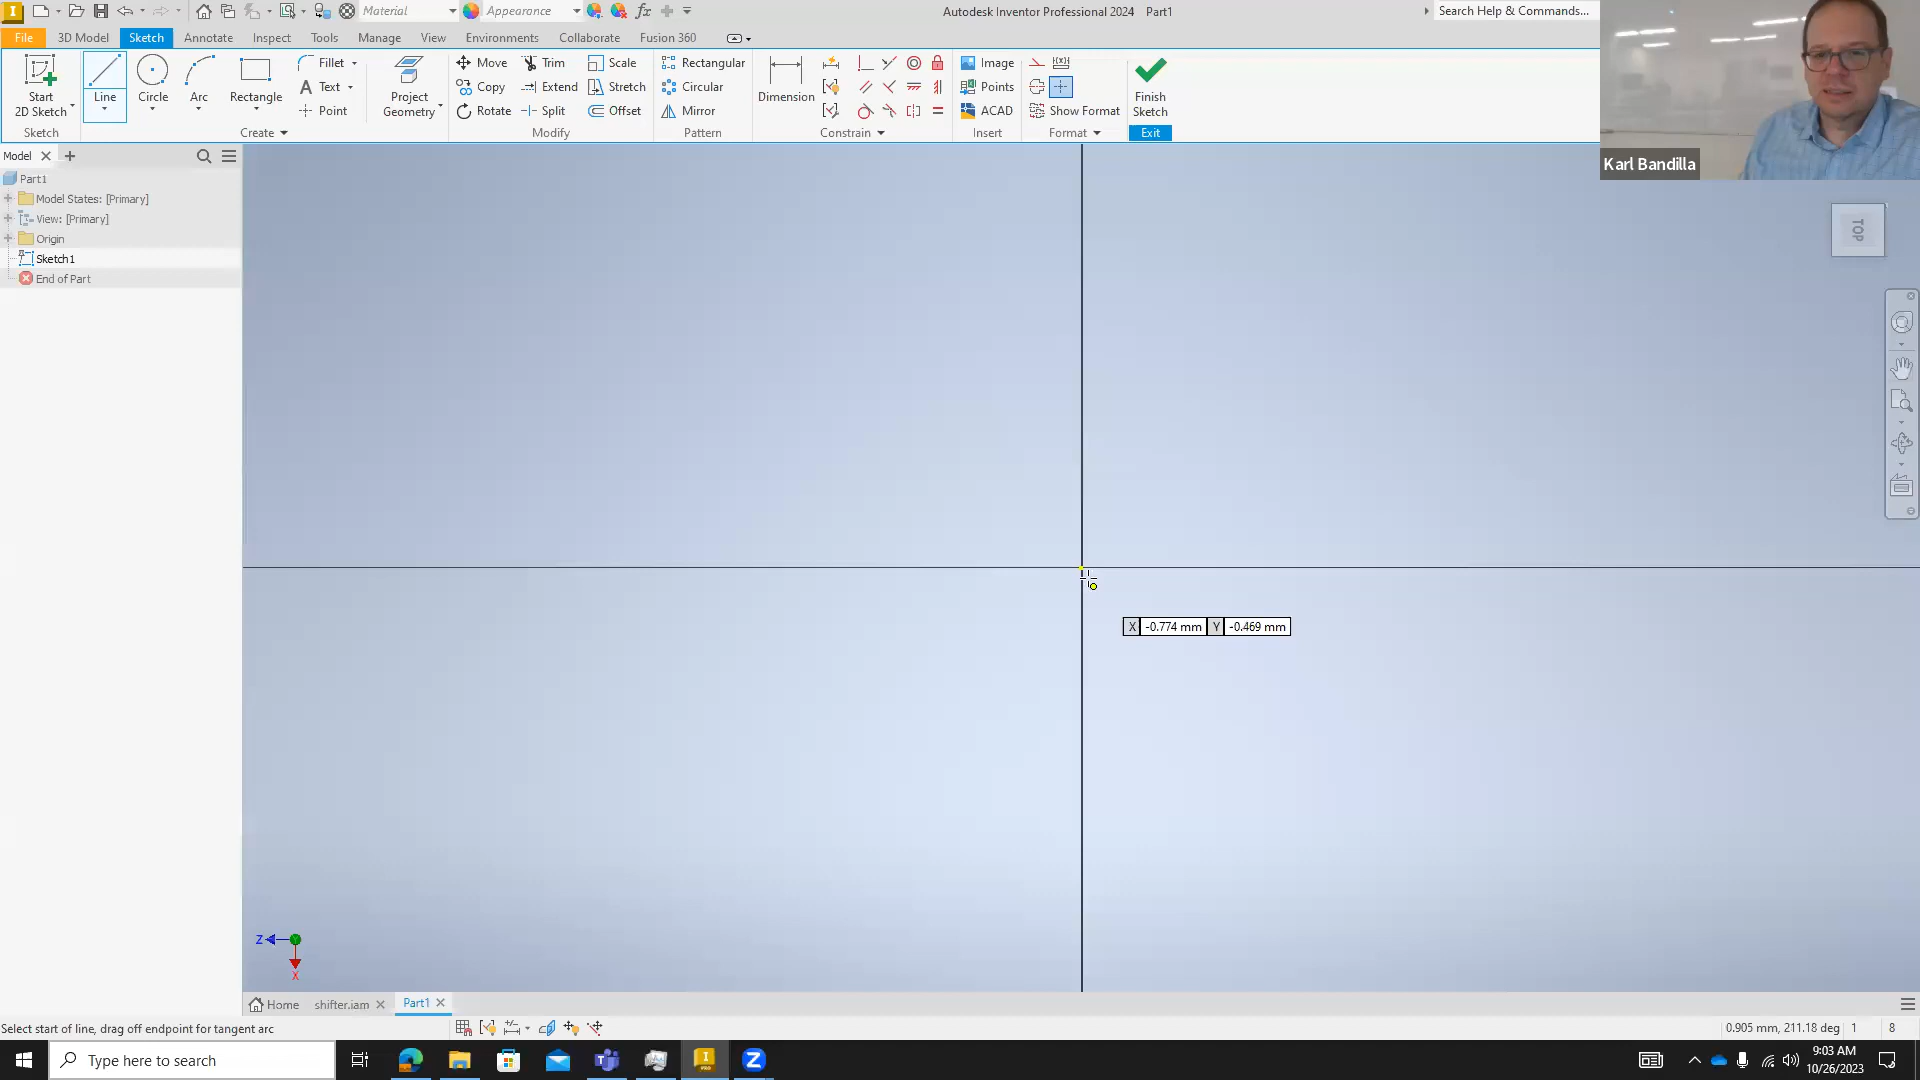 Material
Appearance
Autodesk Inventor Professional 2024 Part1
Search Help & Commands...
File 3D Model Sketch Annotate Inspect Tools Manage View Environments Collaborate Fusion 360
Start
2D Sketch
Line
Circle
Arc
Rectangle
Fillet
Text
Point
Project
Geometry
Move
Copy
Rotate
Trim
Extend
Split
Scale
Stretch
Offset
Rectangular
Circular
Mirror
Dimension
Image
Points
ACAD
Show Format
Finish
Sketch
Sketch Create Modify Pattern Constrain Insert Format Exit
Karl Bandilla
Model
Part1
Model States: [Primary]
View: [Primary]
Origin
Sketch1
End of Part
TOP
X -0.774 mm Y -0.469 mm
Z
X
Home shifter.iam Part1
Select start of line, drag off endpoint for tangent arc
0.905 mm, 211.18 deg 1 8
Type here to search
9:03 AM
10/26/2023